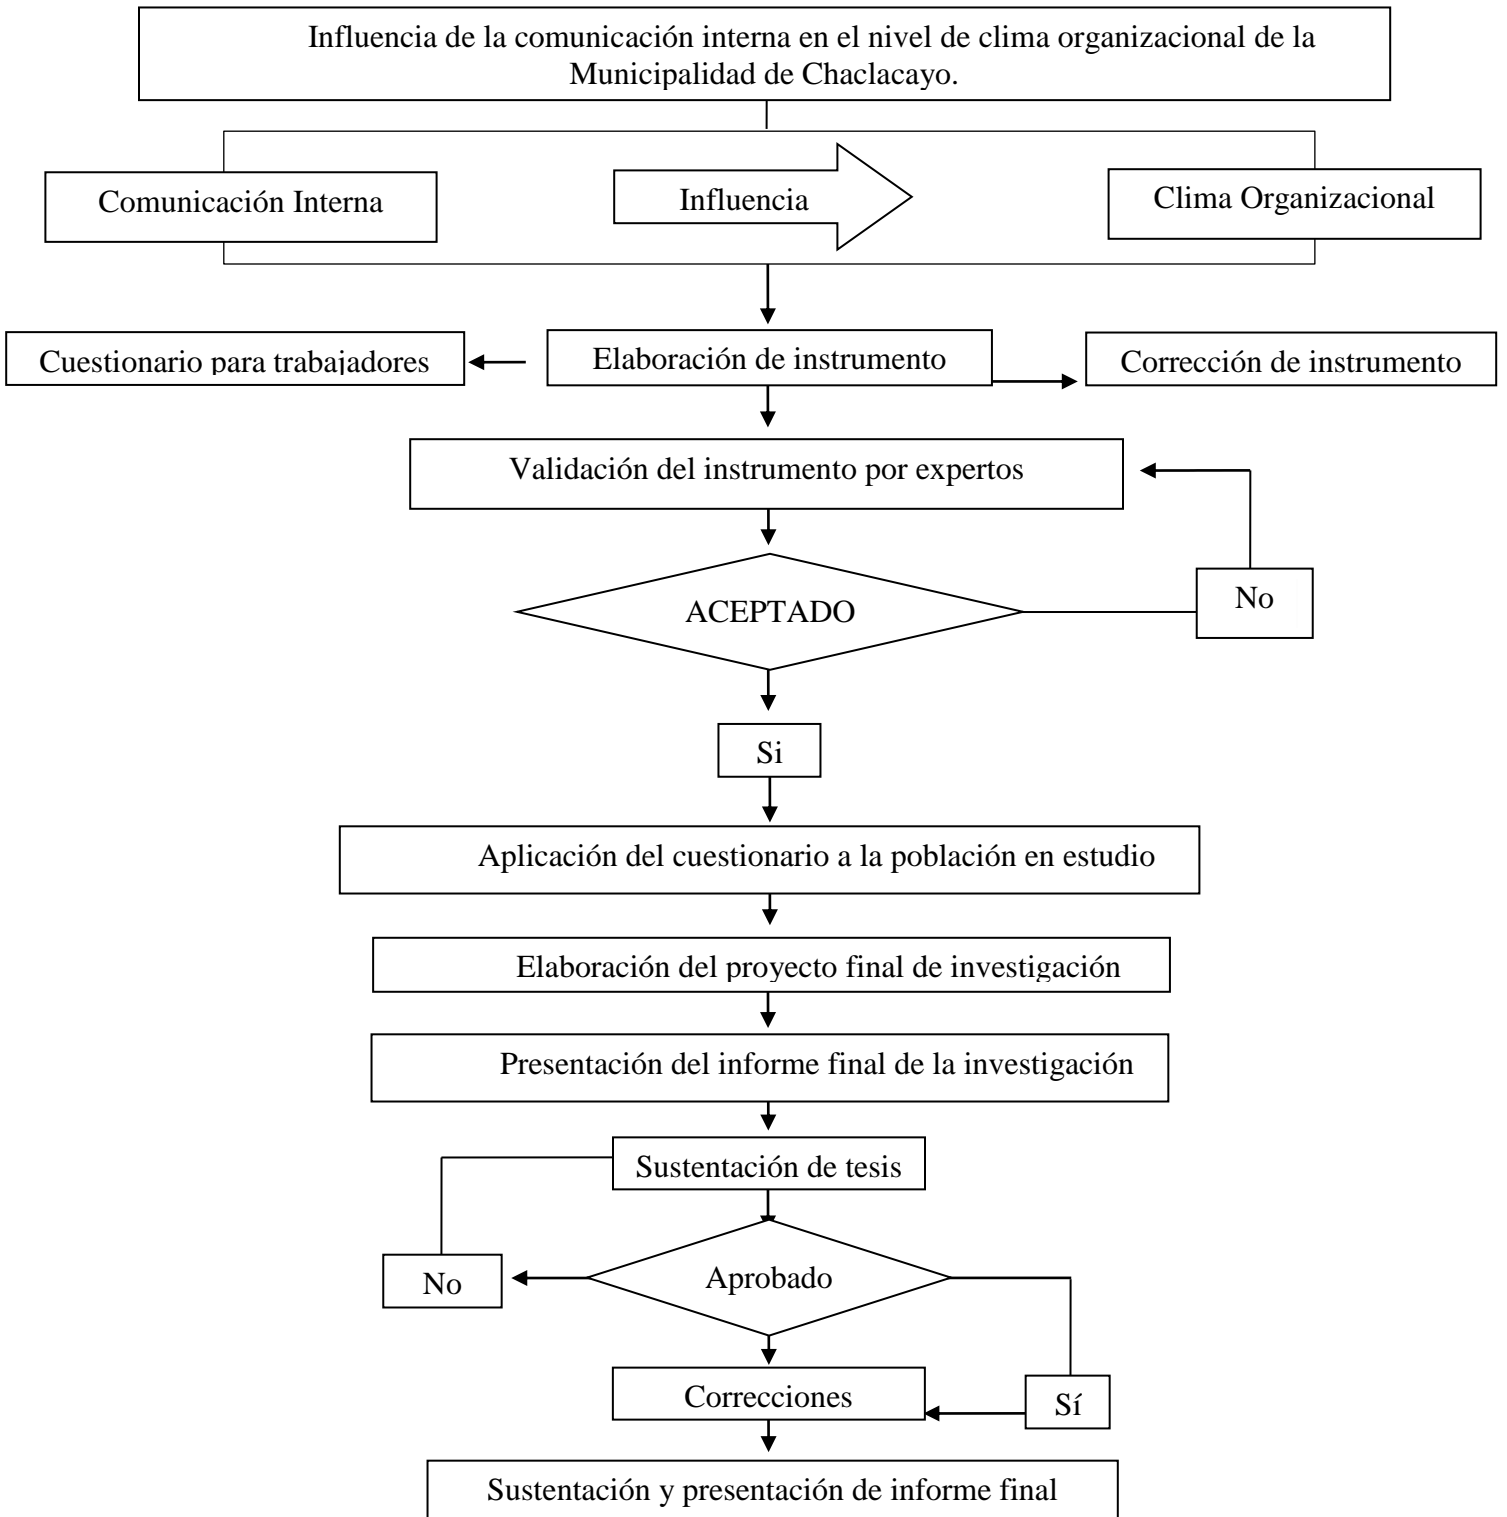 Influencia de la comunicación interna en el nivel de clima organizacional de la
Municipalidad de Chaclacayo.
Comunicación Interna
Influencia
Clima Organizacional
Cuestionario para trabajadores
Elaboración de instrumento
Corrección de instrumento
Validación del instrumento por expertos
ACEPTADO
No
Si
Aplicación del cuestionario a la población en estudio
Elaboración del proyecto final de investigación
Presentación del informe final de la investigación
Sustentación de tesis
No
Aprobado
Correcciones
Sí
Sustentación y presentación de informe final